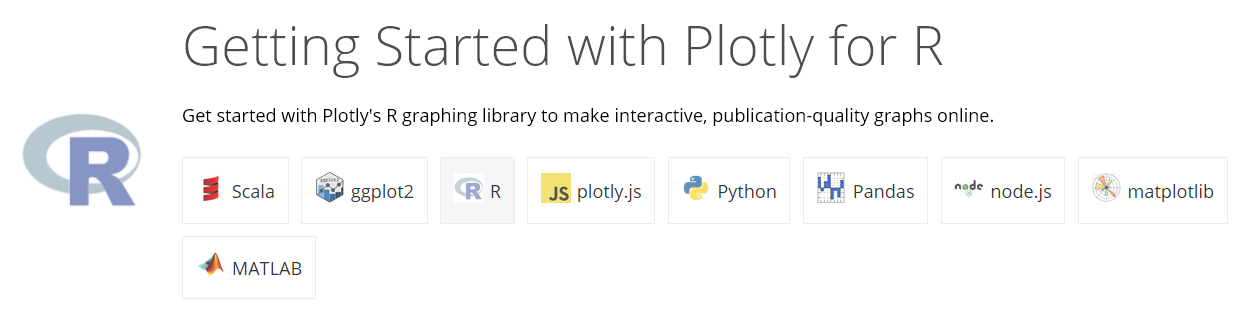 Getting Started with Plotly for R
Get started with Plotly's R graphing library to make interactive, publication-quality graphs online.
R
Scala ggplot2 R R JS plotly.js Python Pandas node node.js matplotlib
MATLAB